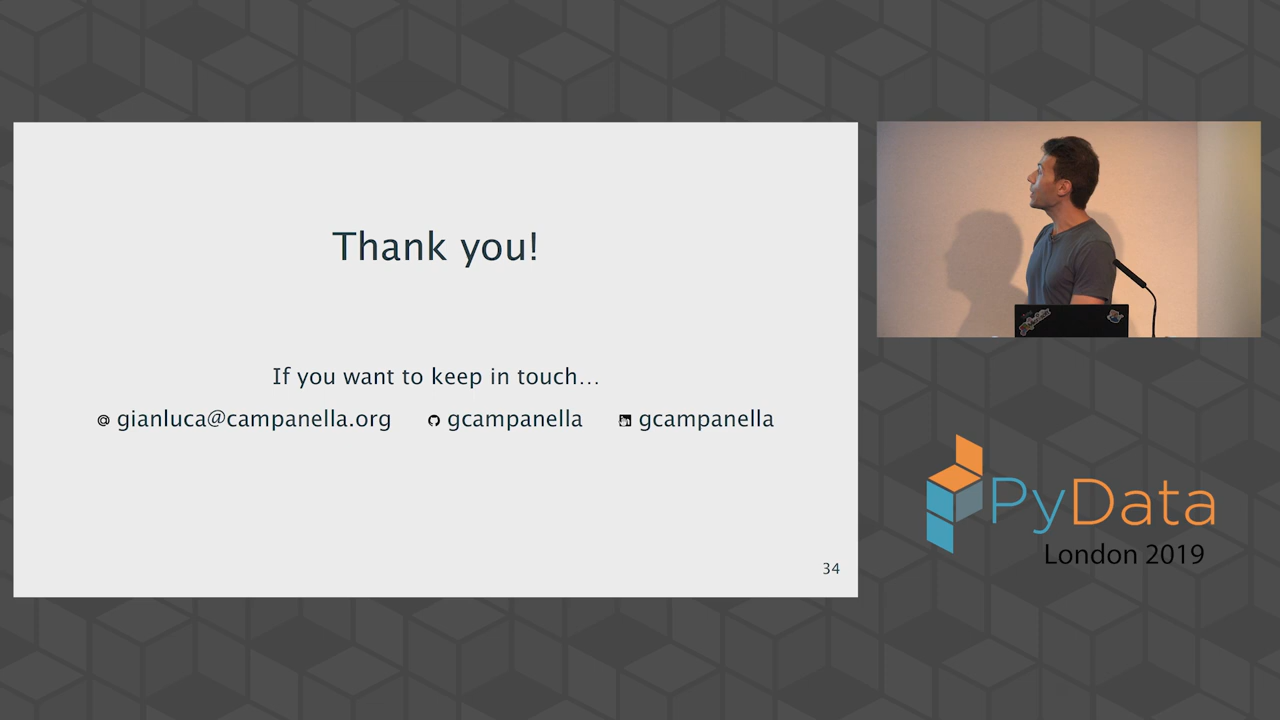 Thank you!
If you want to keep in touch...
@ gianluca@campanella.org gcampanella gcampanella
34
PyData
London 2019